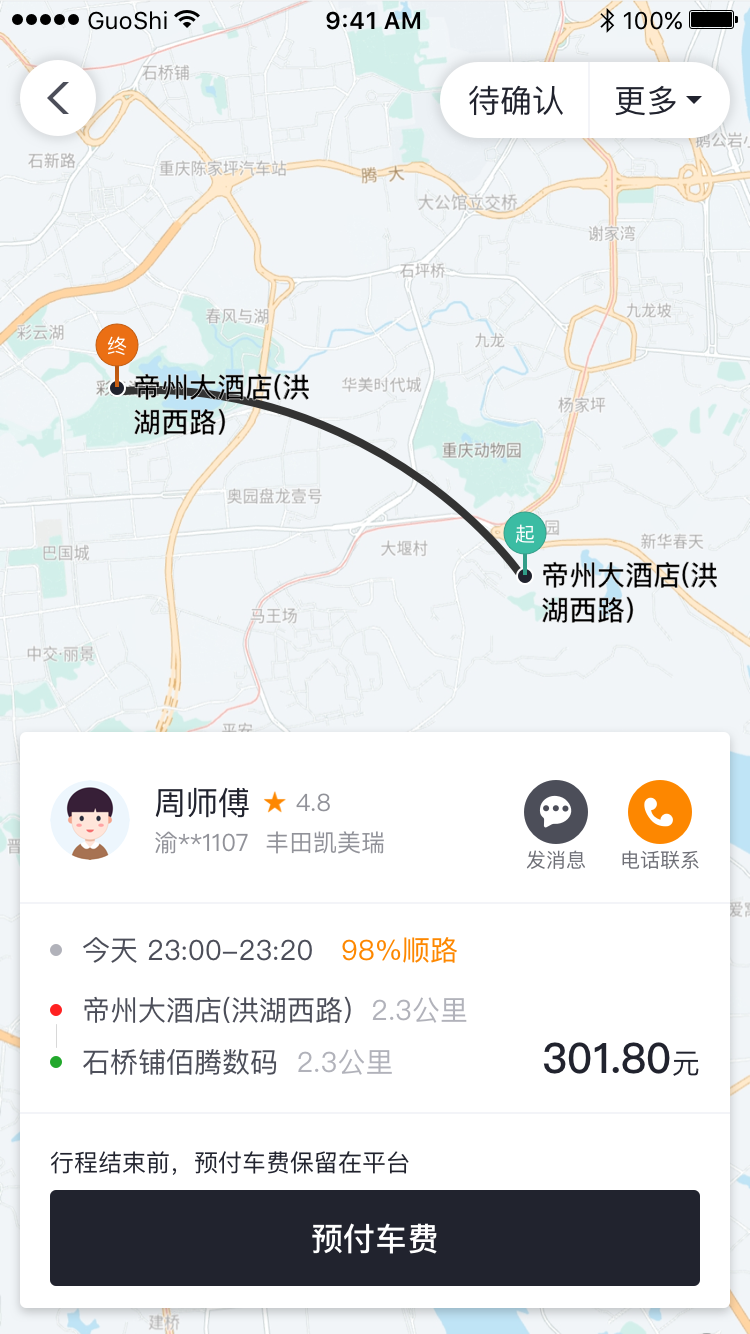 GuoShi 9:41 AM 100%
石桥铺
待确认 更多
石新路
重庆陈家坪汽车站
腾 大
大公馆立交桥
谢家湾
石坪桥
春风与湖
九龙坡
彩云湖
九龙
终
帝州大酒店(洪
湖西路)
华美时代城
杨家坪
重庆动物园
奥园盘龙壹号
起
园
大堰村
新华春天
巴国城
帝州大酒店(洪
湖西路)
马王场
中交·丽景
平安
周师傅 4.8
渝**1107 丰田凯美瑞
发消息 电话联系
今天 23:00–23:20 98%顺路
帝州大酒店(洪湖西路) 2.3公里
石桥铺佰腾数码 2.3公里
301.80元
行程结束前，预付车费保留在平台
预付车费
建桥